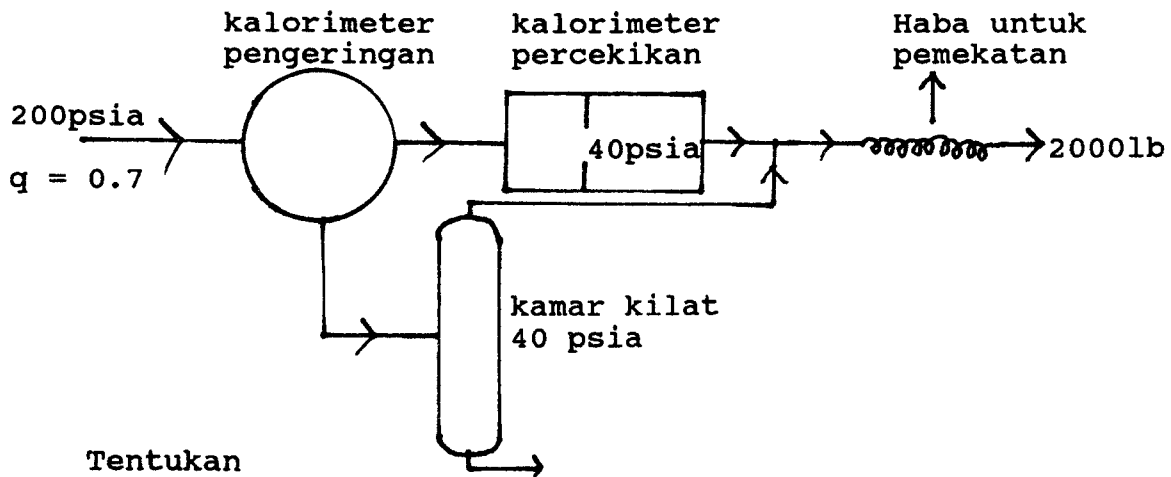 kalorimeter
pengeringan
kalorimeter
percekikan
Haba untuk
pemekatan
200psia
q = 0.7
40psia
2000lb
kamar kilat
40 psia
Tentukan